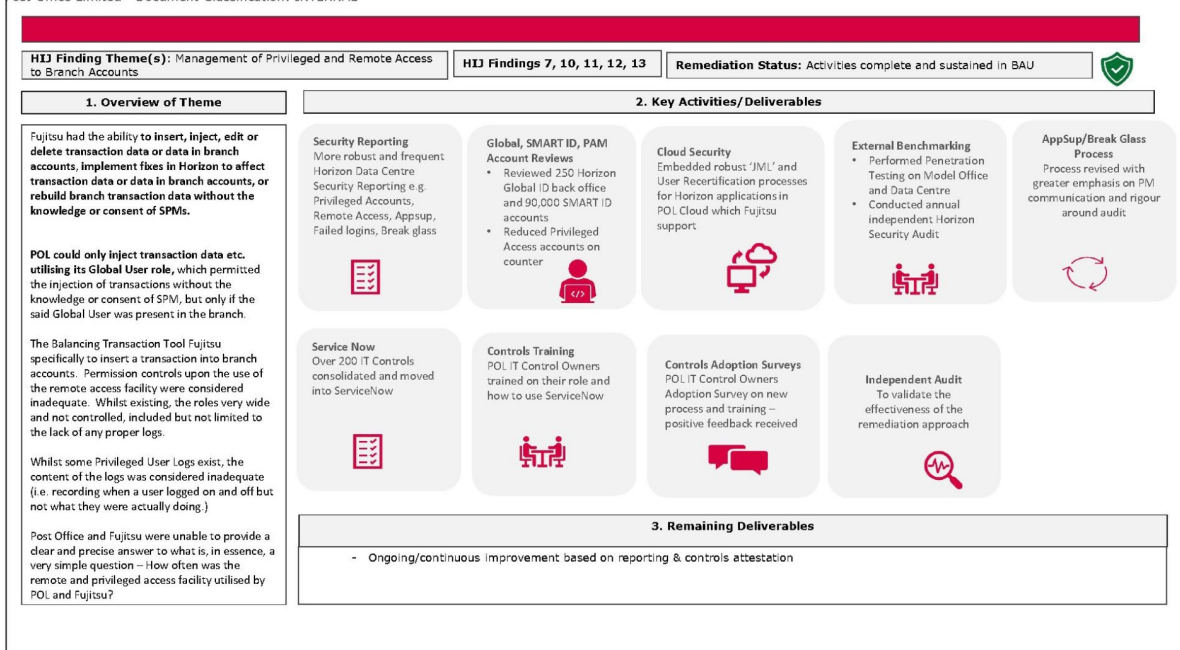 Post Office Limited - Document Classification: INTERNAL
HIJ Finding Theme(s): Management of Privileged and Remote Access
to Branch Accounts
HIJ Findings 7, 10, 11, 12, 13
Remediation Status: Activities complete and sustained in BAU
1. Overview of Theme
Fujitsu had the ability to insert, inject, edit or
delete transaction data or data in branch
accounts, implement fixes in Horizon to affect
transaction data or data in branch accounts, or
rebuild branch transaction data without the
knowledge or consent of SPMs.
POL could only inject transaction data etc.
utilising its Global User role, which permitted
the injection of transactions without the
knowledge or consent of SPM, but only if the
said Global User was present in the branch.
The Balancing Transaction Tool Fujitsu
specifically to insert a transaction into branch
accounts. Permission controls upon the use of
the remote access facility were considered
inadequate. Whilst existing, the roles very wide
and not controlled, included but not limited to
the lack of any proper logs.
Whilst some Privileged User Logs exist, the
content of the logs was considered inadequate
(i.e. recording when a user logged on and off but
not what they were actually doing.)
Post Office and Fujitsu were unable to provide a
clear and precise answer to what is, in essence, a
very simple question – How often was the
remote and privileged access facility utilised by
POL and Fujitsu?
2. Key Activities/Deliverables
Security Reporting
More robust and frequent
Horizon Data Centre
Security Reporting e.g.
Privileged Accounts,
Remote Access, Appsup,
Failed logins, Break glass
Global, SMART ID, PAM
Account Reviews
• Reviewed 250 Horizon
Global ID back office
and 90,000 SMART ID
accounts
• Reduced Privileged
Access accounts on
counter
Cloud Security
Embedded robust 'JML' and
User Recertification processes
for Horizon applications in
POL Cloud which Fujitsu
support
External Benchmarking
• Performed Penetration
Testing on Model Office
and Data Centre
• Conducted annual
independent Horizon
Security Audit
AppSup/Break Glass
Process
Process revised with
greater emphasis on PM
communication and rigour
around audit
Service Now
Over 200 IT Controls
consolidated and moved
into ServiceNow
Controls Training
POL IT Control Owners
trained on their role and
how to use ServiceNow
Controls Adoption Surveys
POL IT Control Owners
Adoption Survey on new
process and training –
positive feedback received
Independent Audit
To validate the
effectiveness of the
remediation approach
3. Remaining Deliverables
- Ongoing/continuous improvement based on reporting & controls attestation